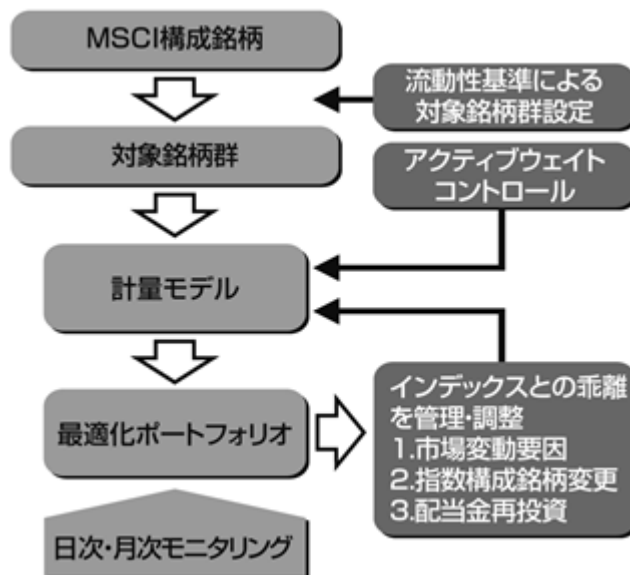 MSCI構成銘柄
流動性基準による
対象銘柄群設定
対象銘柄群
アクティブウェイト
コントロール
計量モデル
最適化ポートフォリオ
インデックスとの乖離
を管理・調整
1.市場変動要因
2.指数構成銘柄変更
3.配当金再投資
日次・月次モニタリング